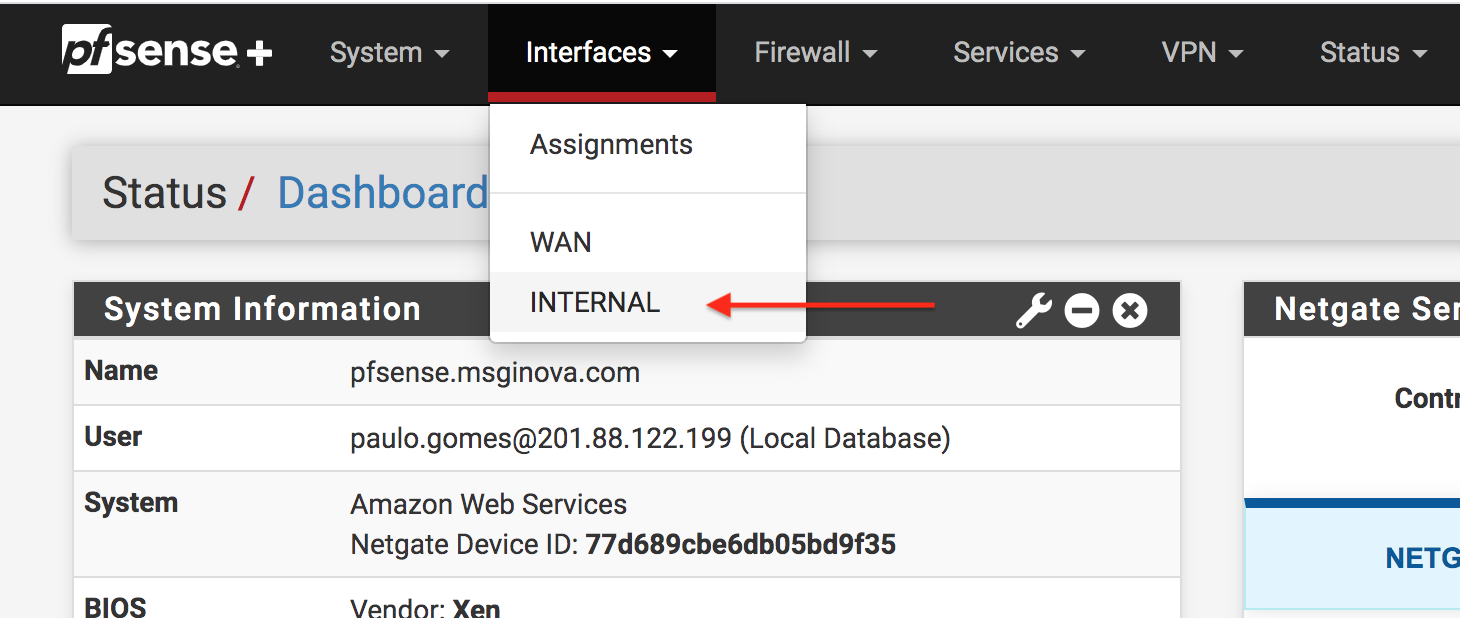 pfsense+ System Interfaces Firewall Services VPN Status
Assignments
Status / Dashboard
WAN
INTERNAL
System Information
Name pfsense.msginova.com
User paulo.gomes@201.88.122.199 (Local Database)
System Amazon Web Services
Netgate Device ID: 77d689cbe6db05bd9f35
BIOS Vendor: Xen
Netgate Ser
Contr
NETG